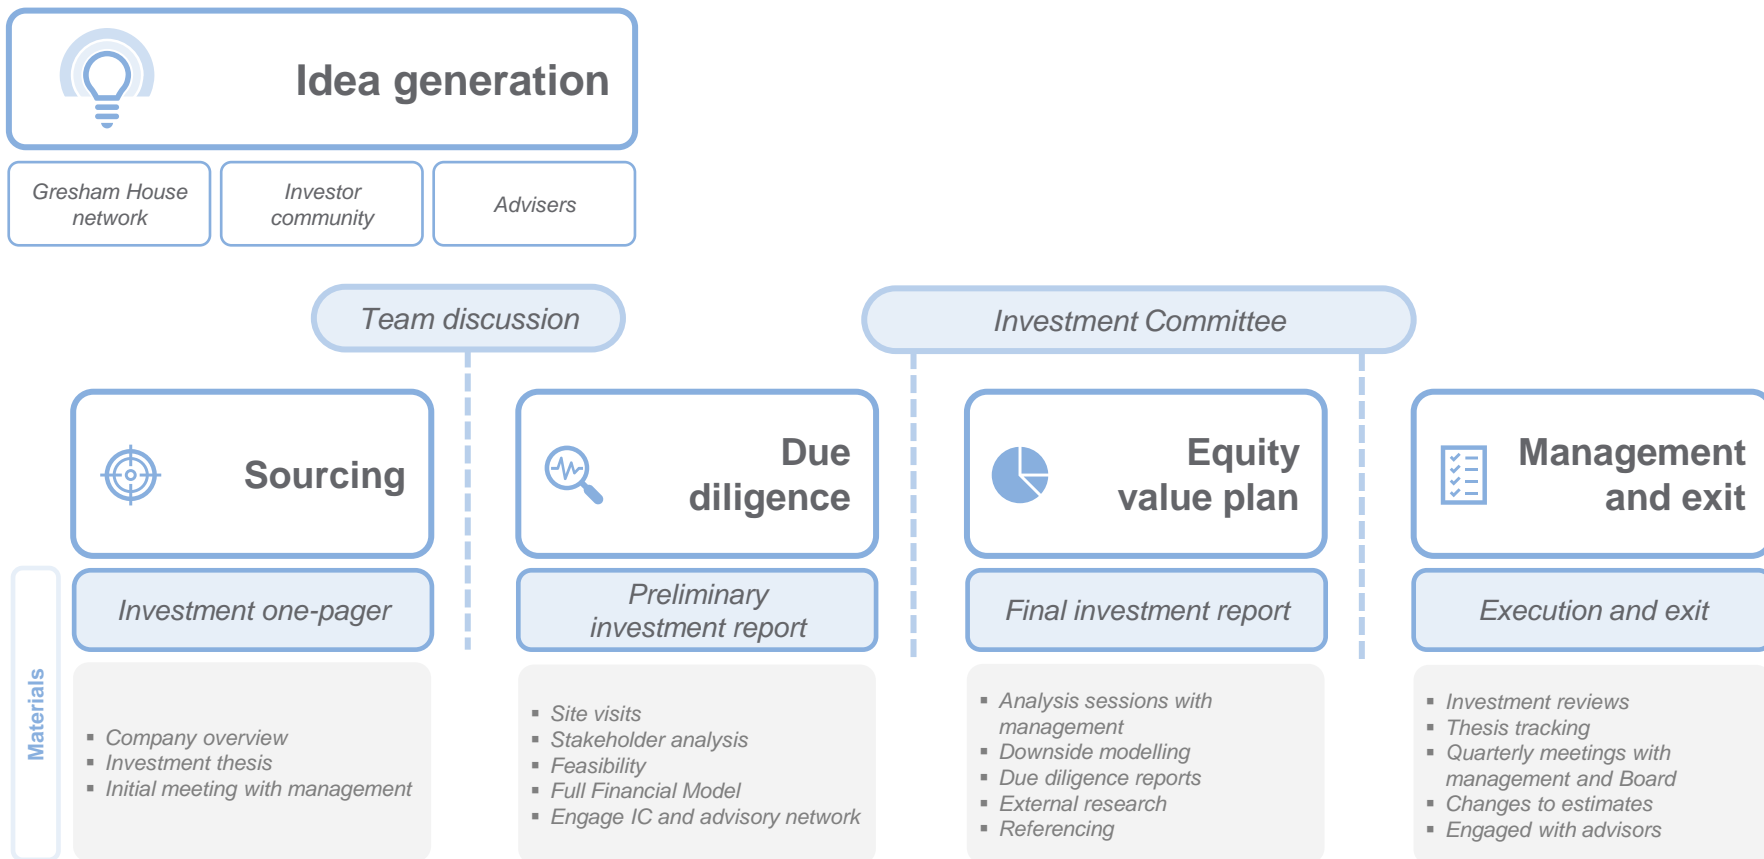 Idea generation
Gresham House
network
Investor
community
Advisers
Team discussion
Investment Committee
Sourcing
Due
diligence
Equity
value plan
Management
and exit
Materials
Investment one-pager
Preliminary
investment report
Final investment report
Execution and exit
▪ Company overview
▪ Investment thesis
▪ Initial meeting with management
▪ Site visits
▪ Stakeholder analysis
▪ Feasibility
▪ Full Financial Model
▪ Engage IC and advisory network
▪ Analysis sessions with
management
▪ Downside modelling
▪ Due diligence reports
▪ External research
▪ Referencing
▪ Investment reviews
▪ Thesis tracking
▪ Quarterly meetings with
management and Board
▪ Changes to estimates
▪ Engaged with advisors